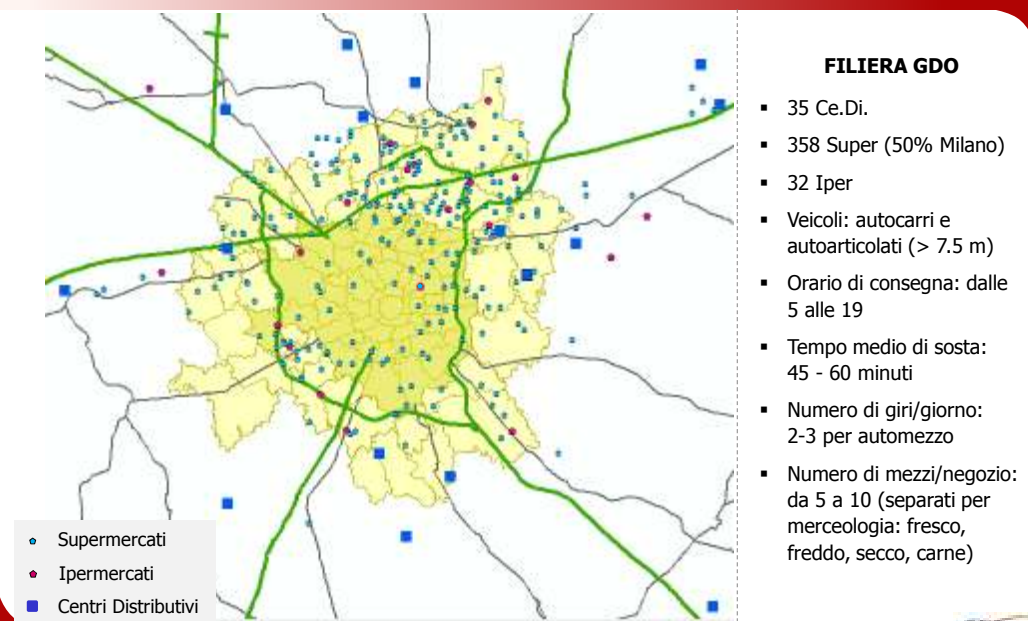 FILIERA GDO
▪ 35 Ce.Di.
▪ 358 Super (50% Milano)
▪ 32 Iper
▪ Veicoli: autocarri e
autoarticolati (> 7.5 m)
▪ Orario di consegna: dalle
5 alle 19
▪ Tempo medio di sosta:
45 - 60 minuti
▪ Numero di giri/giorno:
2-3 per automezzo
▪ Numero di mezzi/negozio:
da 5 a 10 (separati per
merceologia: fresco,
freddo, secco, carne)
Supermercati
Ipermercati
Centri Distributivi